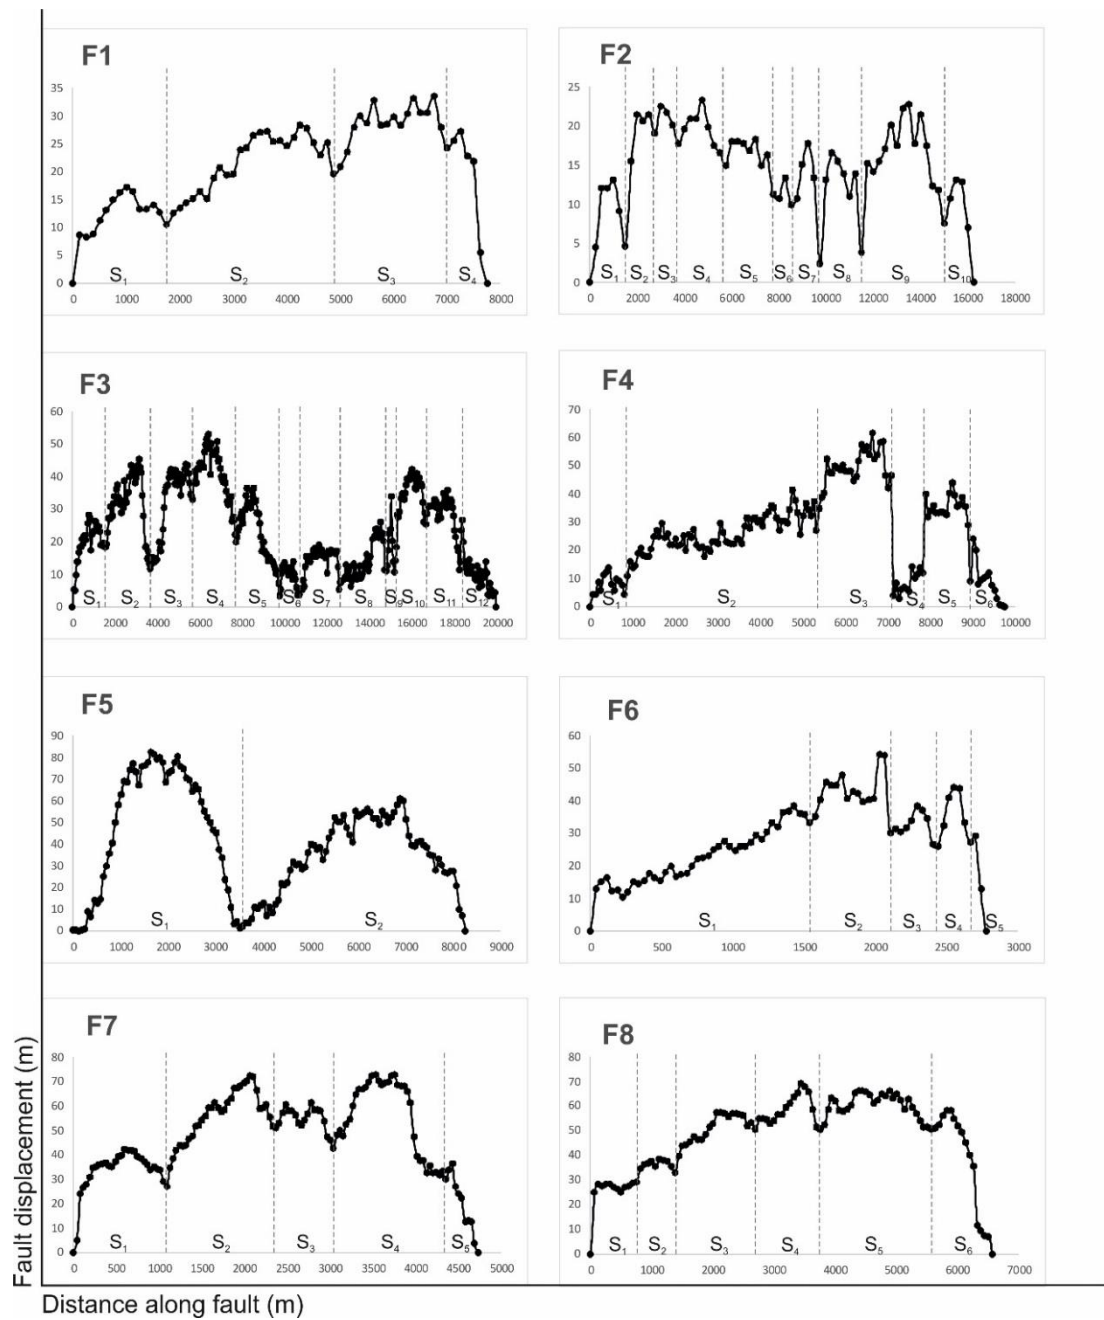 F1
35
30
25
20
15
10
5
0
S1 S2 S3 S4
0 1000 2000 3000 4000 5000 6000 7000 8000
F2
25
20
15
10
5
0
S1 S2 S3 S4 S5 S6 S7 S8 S9 S10
0 2000 4000 6000 8000 10000 12000 14000 16000 18000
F3
60
50
40
30
20
10
0
S1 S2 S3 S4 S5 S6 S7 S8 S9 S10 S11 S12
0 2000 4000 6000 8000 10000 12000 14000 16000 18000 20000
F4
70
60
50
40
30
20
10
0
S1 S2 S3 S4 S5 S6
0 1000 2000 3000 4000 5000 6000 7000 8000 9000 10000
F5
90
80
70
60
50
40
30
20
10
0
S1 S2
0 1000 2000 3000 4000 5000 6000 7000 8000 9000
F6
60
50
40
30
20
10
0
S1 S2 S3 S4 S5
0 500 1000 1500 2000 2500 3000
F7
80
70
60
50
40
30
20
10
0
S1 S2 S3 S4 S5
0 500 1000 1500 2000 2500 3000 3500 4000 4500 5000
F8
80
70
60
50
40
30
20
10
0
S1 S2 S3 S4 S5 S6
0 1000 2000 3000 4000 5000 6000 7000
Fault displacement (m)
Distance along fault (m)